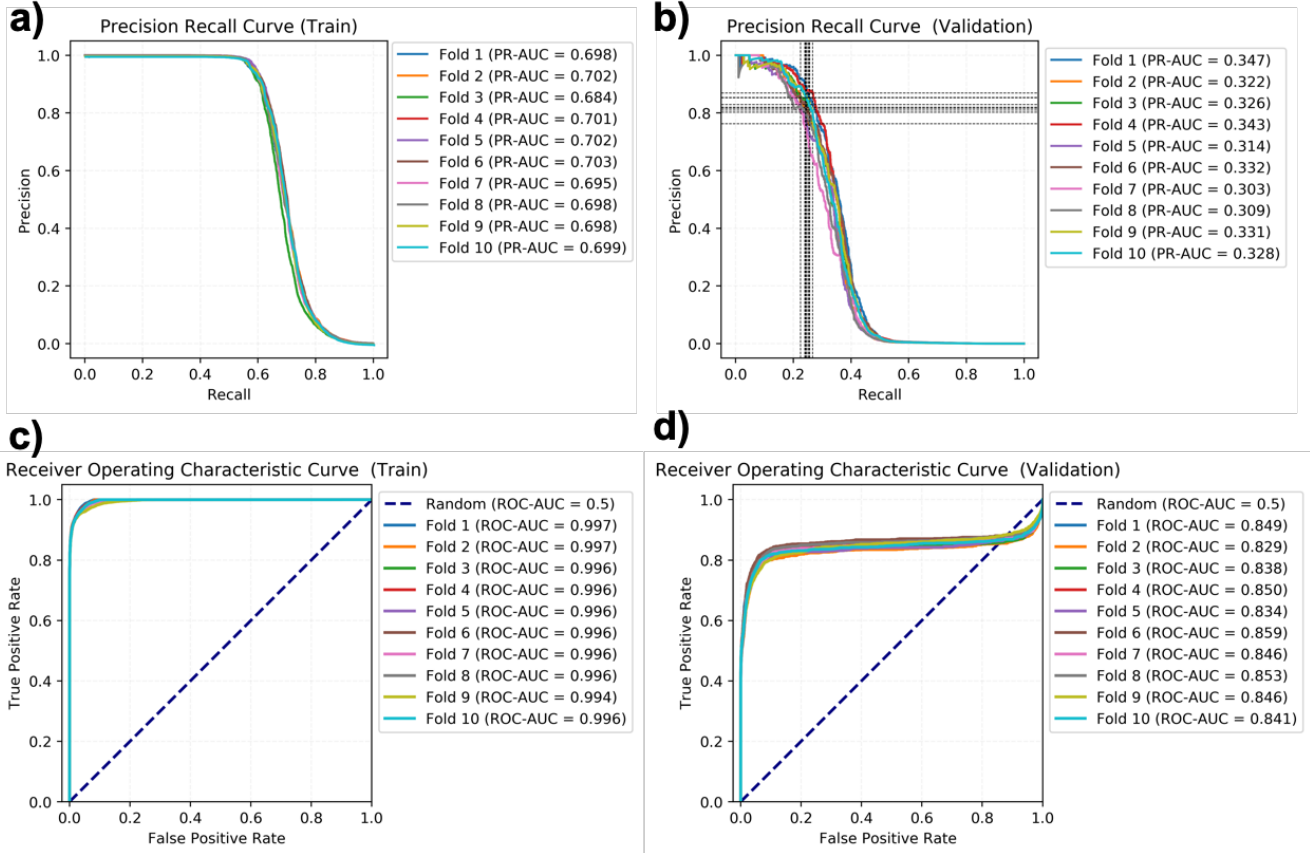 a)
Precision Recall Curve (Train)
1.0
0.8
0.6
0.4
0.2
0.0
Precision
0.0 0.2 0.4 0.6 0.8 1.0
Recall
Fold 1 (PR-AUC = 0.698)
Fold 2 (PR-AUC = 0.702)
Fold 3 (PR-AUC = 0.684)
Fold 4 (PR-AUC = 0.701)
Fold 5 (PR-AUC = 0.702)
Fold 6 (PR-AUC = 0.703)
Fold 7 (PR-AUC = 0.695)
Fold 8 (PR-AUC = 0.698)
Fold 9 (PR-AUC = 0.698)
Fold 10 (PR-AUC = 0.699)
b)
Precision Recall Curve (Validation)
1.0
0.8
0.6
0.4
0.2
0.0
Precision
0.0 0.2 0.4 0.6 0.8 1.0
Recall
Fold 1 (PR-AUC = 0.347)
Fold 2 (PR-AUC = 0.322)
Fold 3 (PR-AUC = 0.326)
Fold 4 (PR-AUC = 0.343)
Fold 5 (PR-AUC = 0.314)
Fold 6 (PR-AUC = 0.332)
Fold 7 (PR-AUC = 0.303)
Fold 8 (PR-AUC = 0.309)
Fold 9 (PR-AUC = 0.331)
Fold 10 (PR-AUC = 0.328)
c)
Receiver Operating Characteristic Curve (Train)
1.0
0.8
0.6
0.4
0.2
0.0
True Positive Rate
0.0 0.2 0.4 0.6 0.8 1.0
False Positive Rate
Random (ROC-AUC = 0.5)
Fold 1 (ROC-AUC = 0.997)
Fold 2 (ROC-AUC = 0.997)
Fold 3 (ROC-AUC = 0.996)
Fold 4 (ROC-AUC = 0.996)
Fold 5 (ROC-AUC = 0.996)
Fold 6 (ROC-AUC = 0.996)
Fold 7 (ROC-AUC = 0.996)
Fold 8 (ROC-AUC = 0.996)
Fold 9 (ROC-AUC = 0.994)
Fold 10 (ROC-AUC = 0.996)
d)
Receiver Operating Characteristic Curve (Validation)
1.0
0.8
0.6
0.4
0.2
0.0
True Positive Rate
0.0 0.2 0.4 0.6 0.8 1.0
False Positive Rate
Random (ROC-AUC = 0.5)
Fold 1 (ROC-AUC = 0.849)
Fold 2 (ROC-AUC = 0.829)
Fold 3 (ROC-AUC = 0.838)
Fold 4 (ROC-AUC = 0.850)
Fold 5 (ROC-AUC = 0.834)
Fold 6 (ROC-AUC = 0.859)
Fold 7 (ROC-AUC = 0.846)
Fold 8 (ROC-AUC = 0.853)
Fold 9 (ROC-AUC = 0.846)
Fold 10 (ROC-AUC = 0.841)